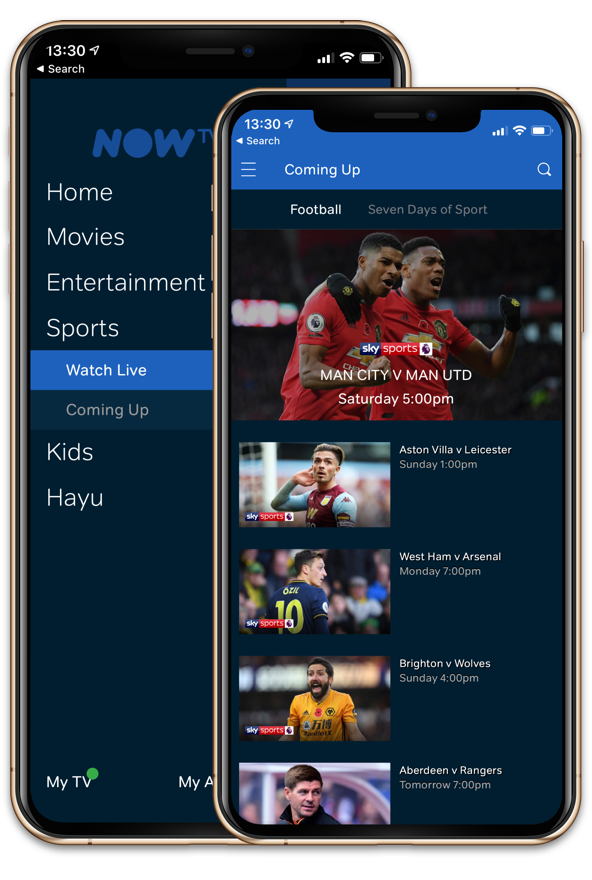 13:30
◀ Search
NOW TV
Home
Movies
Entertainment
Sports
Watch Live
Coming Up
Kids
Hayu
My TV
My A
13:30
◀ Search
Coming Up
Football
Seven Days of Sport
sky sports
MAN CITY V MAN UTD
Saturday 5:00pm
sky sports
Aston Villa v Leicester
Sunday 1:00pm
ÖZIL
10
sky sports
West Ham v Arsenal
Monday 7:00pm
万博
sky sports
Brighton v Wolves
Sunday 4:00pm
Aberdeen v Rangers
Tomorrow 7:00pm